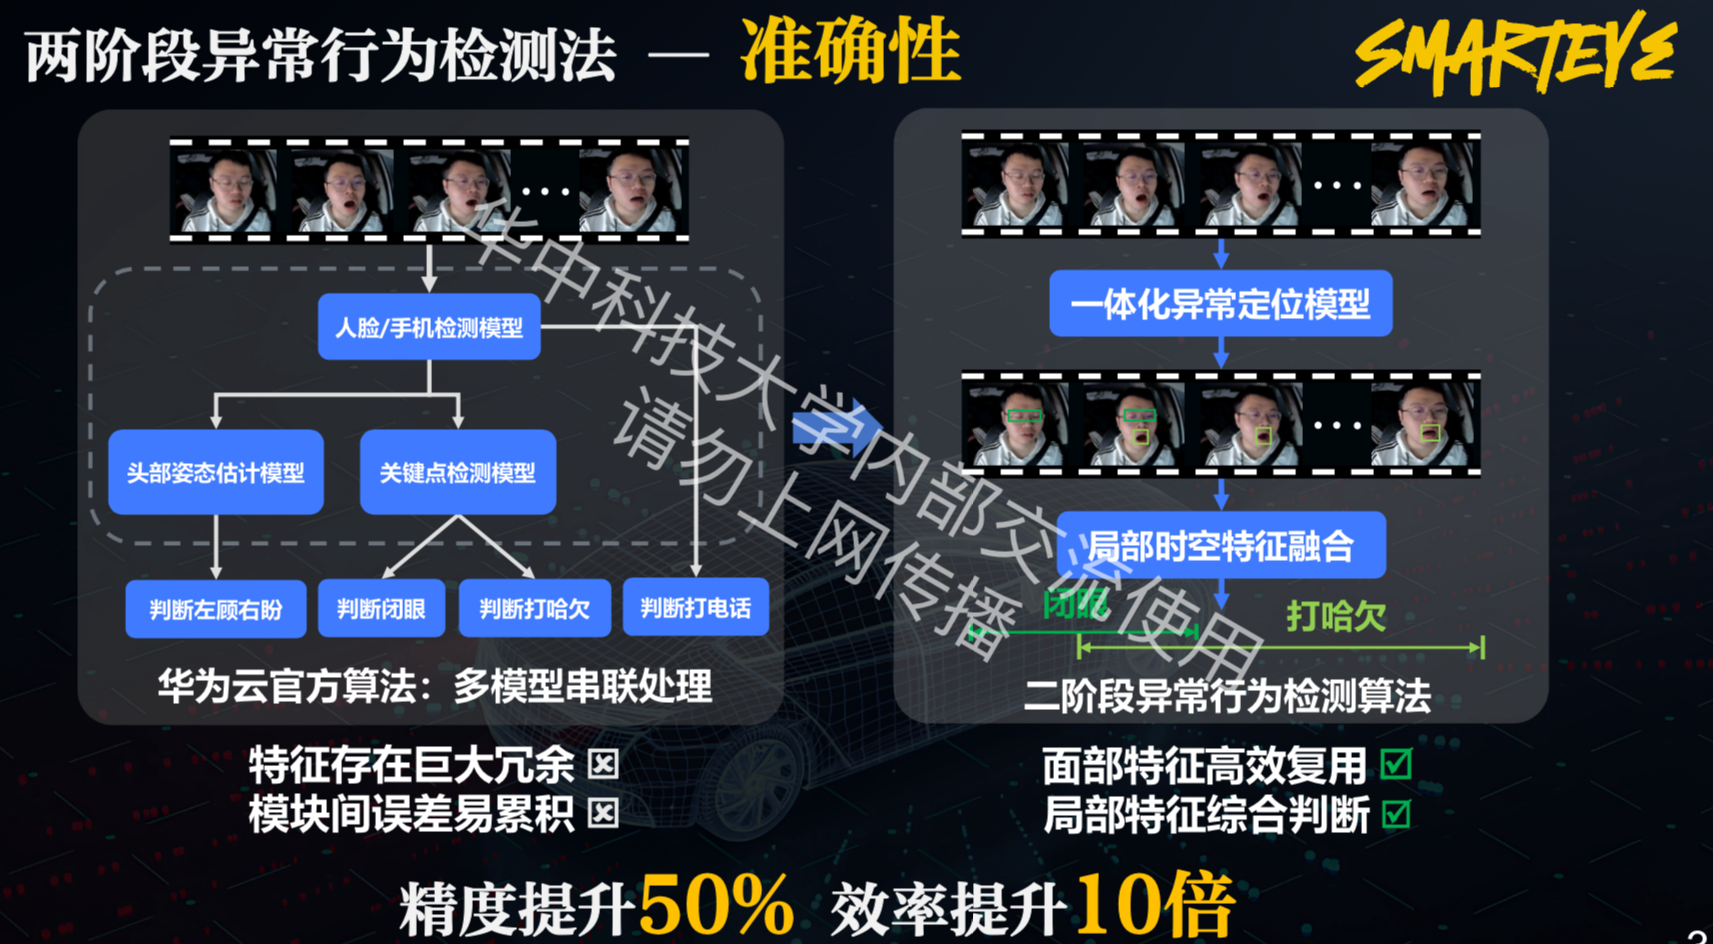 两阶段异常行为检测法 — 准确性
SMARTEYE
人脸/手机检测模型
头部姿态估计模型
关键点检测模型
判断左顾右盼
判断闭眼
判断打哈欠
判断打电话
华为云官方算法：多模型串联处理
特征存在巨大冗余
模块间误差易累积
一体化异常定位模型
局部时空特征融合
闭眼
打哈欠
二阶段异常行为检测算法
面部特征高效复用
局部特征综合判断
精度提升50% 效率提升10倍
华中科技大学内部交流使用
请勿上网传播